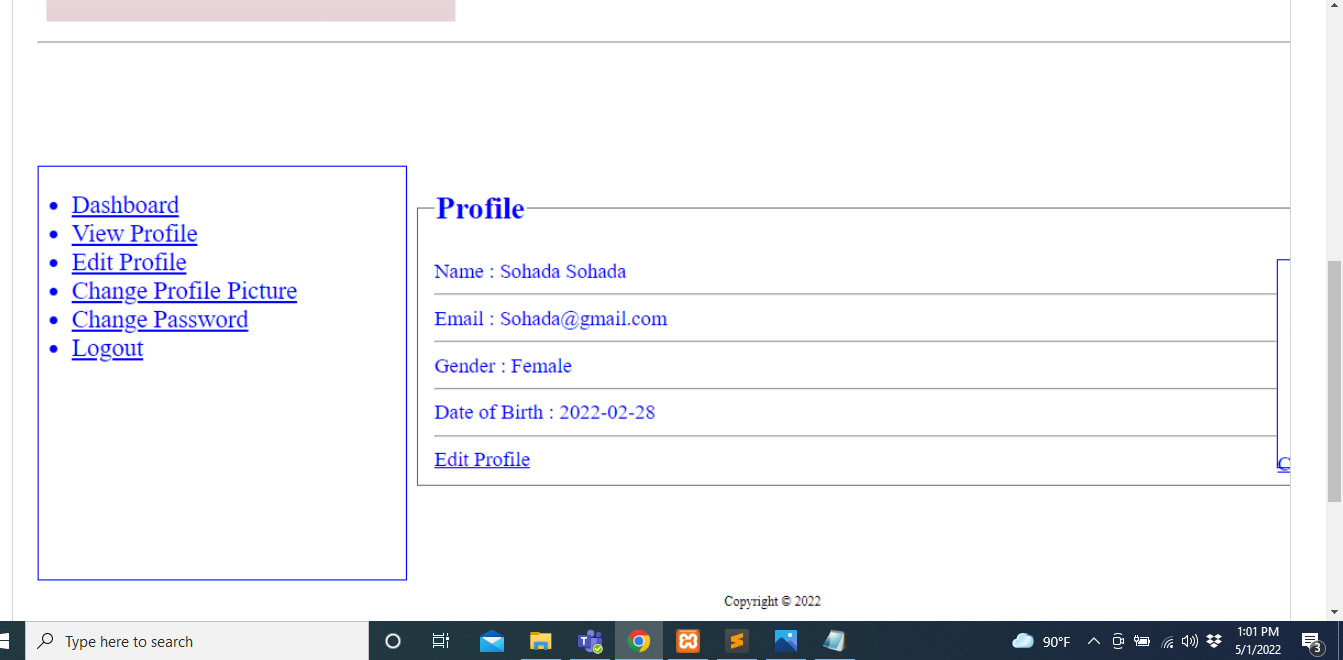 Dashboard
View Profile
Edit Profile
Change Profile Picture
Change Password
Logout
Profile
Name : Sohada Sohada
Email : Sohada@gmail.com
Gender : Female
Date of Birth : 2022-02-28
Edit Profile
C
Copyright © 2022
Type here to search
90°F
1:01 PM
5/1/2022
3